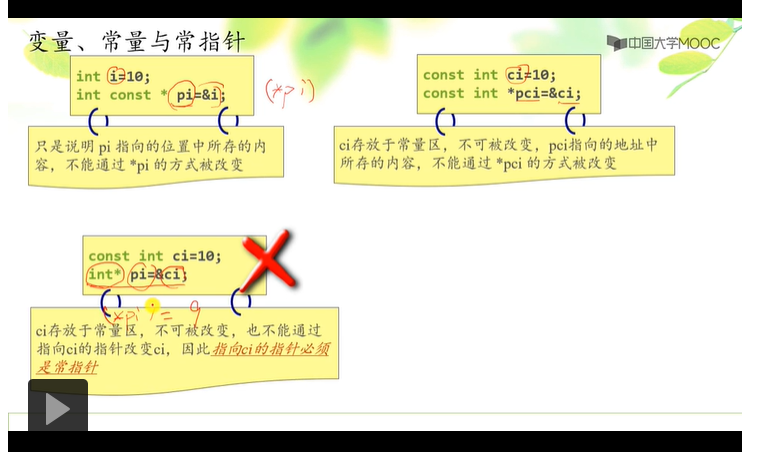 变量、常量与常指针
中国大学MOOC
int i=10;
int const * pi=&i;
(*pi)
const int ci=10;
const int *pci=&ci;
只是说明 pi 指向的位置中所存的内
容，不能通过 *pi 的方式被改变
ci存放于常量区，不可被改变，pci指向的地址中
所存的内容，不能通过 *pci 的方式被改变
const int ci=10;
int* pi=&ci;
(*pi) = 9
ci存放于常量区，不可被改变，也不能通过
指向ci的指针改变ci，因此指向ci的指针必须
是常指针